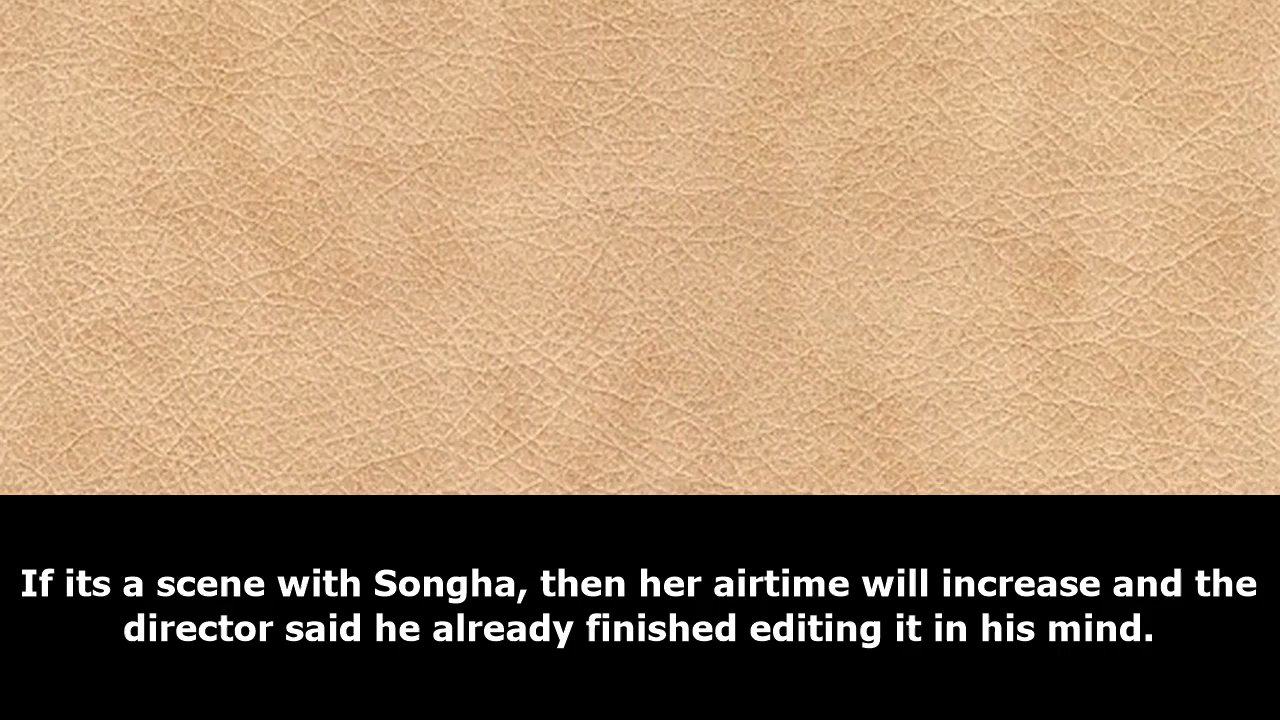 If its a scene with Songha, then her airtime will increase and the
director said he already finished editing it in his mind.